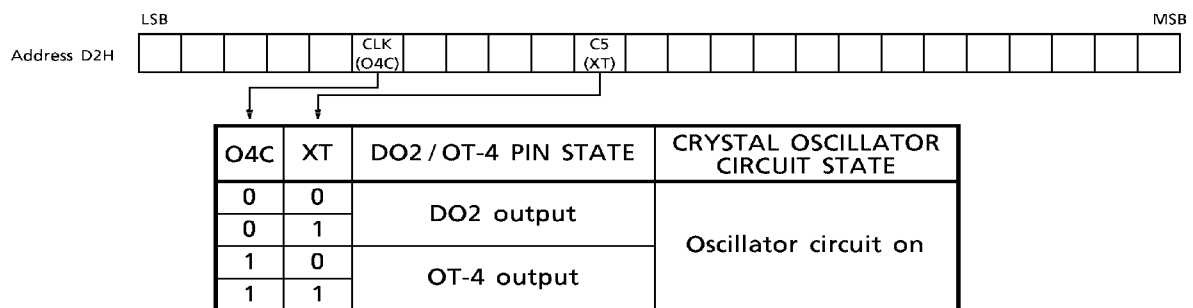 LSB MSB
Address D2H CLK (O4C) C5 (XT)
O4C XT DO2 / OT-4 PIN STATE CRYSTAL OSCILLATOR CIRCUIT STATE
0 0 DO2 output Oscillator circuit on
0 1
1 0 OT-4 output
1 1